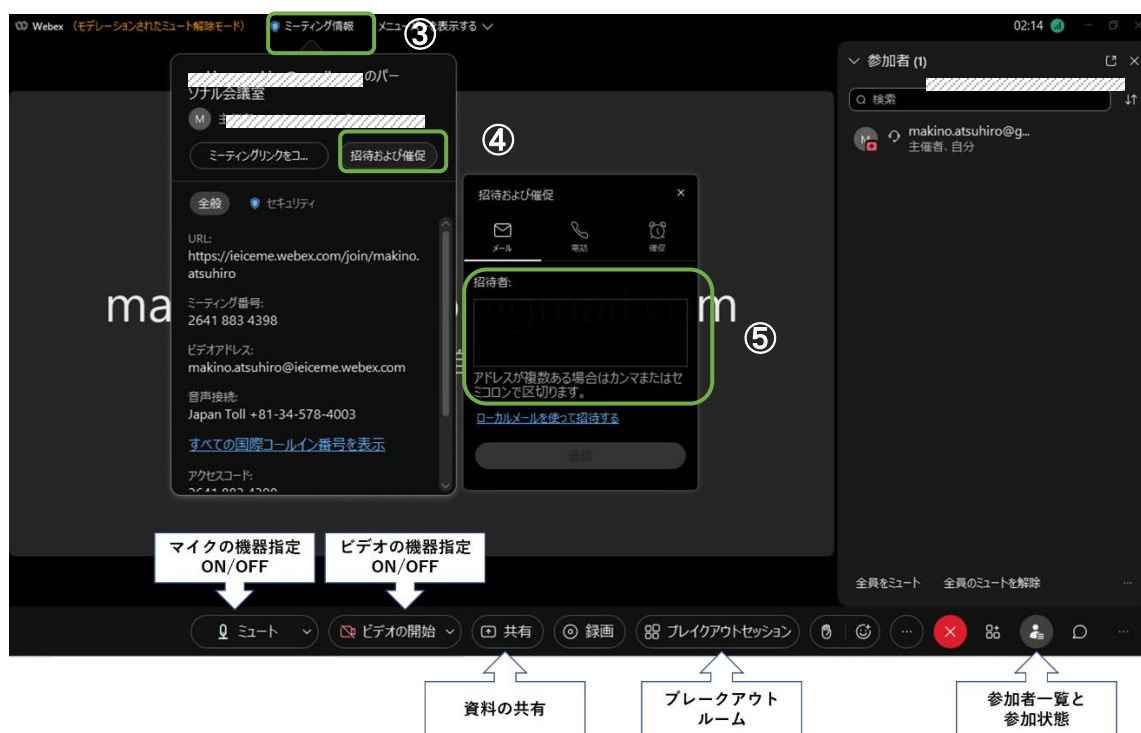 Webex (モデレーションされたミュート解除モード) ミーティング情報 メニュー 表示する
③
02:14
のパー
ソナル会議室
M
ミーティングリンクをコ... 招待および催促
④
全般 セキュリティ
URL:
https://ieiceme.webex.com/join/makino.
atsuhiro
ミーティング番号:
2641 883 4398
ビデオアドレス:
makino.atsuhiro@ieiceme.webex.com
音声接続:
Japan Toll +81-34-578-4003
すべての国際コールイン番号を表示
アクセスコード:
2641 883 4398
招待および催促
メール 電話 催促
招待者:
アドレスが複数ある場合はカンマまたはセ
ミコロンで区切ります。
ローカルメールを使って招待する
送信
⑤
ma
gmail.com
参加者 (1)
検索
makino.atsuhiro@g...
主催者、自分
全員をミュート 全員のミュートを解除
マイクの機器指定
ON/OFF
ビデオの機器指定
ON/OFF
ミュート ビデオの開始 共有 録画 ブレイクアウトセッション
資料の共有
ブレークアウト
ルーム
参加者一覧と
参加状態